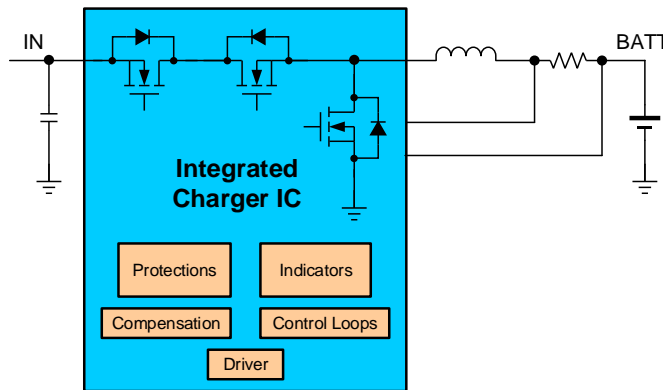 IN
BATT
Integrated
Charger IC
Protections
Indicators
Compensation
Control Loops
Driver